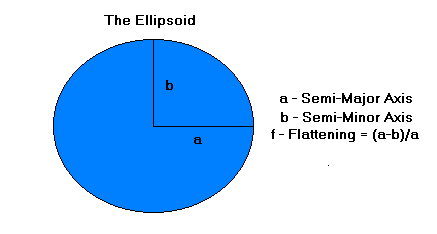 The Ellipsoid
b
a
a - Semi-Major Axis
b - Semi-Minor Axis
f - Flattening = (a-b)/a